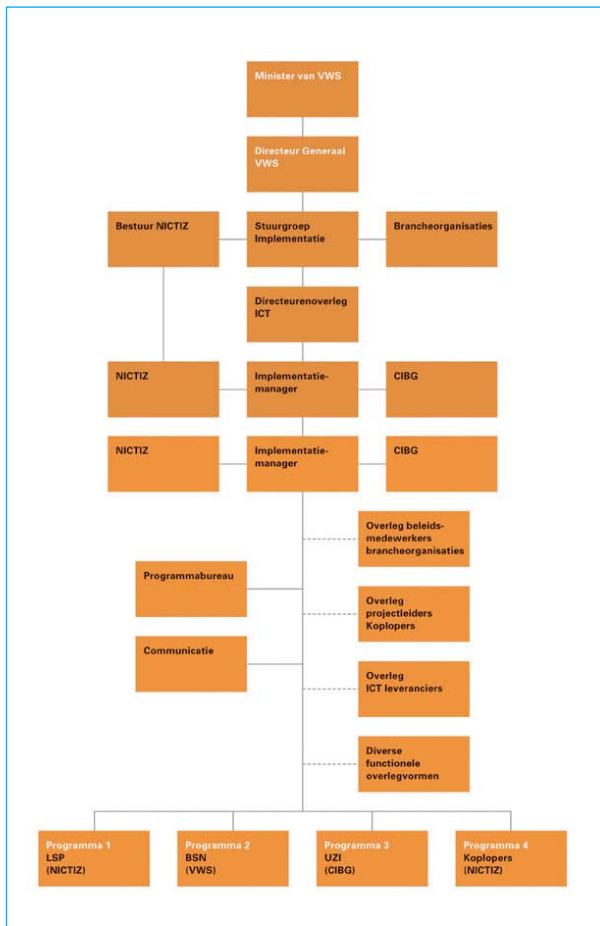 Minister van VWS
Directeur Generaal
VWS
Bestuur NICTIZ
Stuurgroep
Implementatie
Brancheorganisaties
Directeurenoverleg
ICT
NICTIZ
Implementatie-
manager
CIBG
NICTIZ
Implementatie-
manager
CIBG
Overleg beleids-
medewerkers
brancheorganisaties
Programmabureau
Overleg
projectleiders
Koplopers
Communicatie
Overleg
ICT leveranciers
Diverse
functionele
overlegvormen
Programma 1
LSP
(NICTIZ)
Programma 2
BSN
(VWS)
Programma 3
UZI
(CIBG)
Programma 4
Koplopers
(NICTIZ)